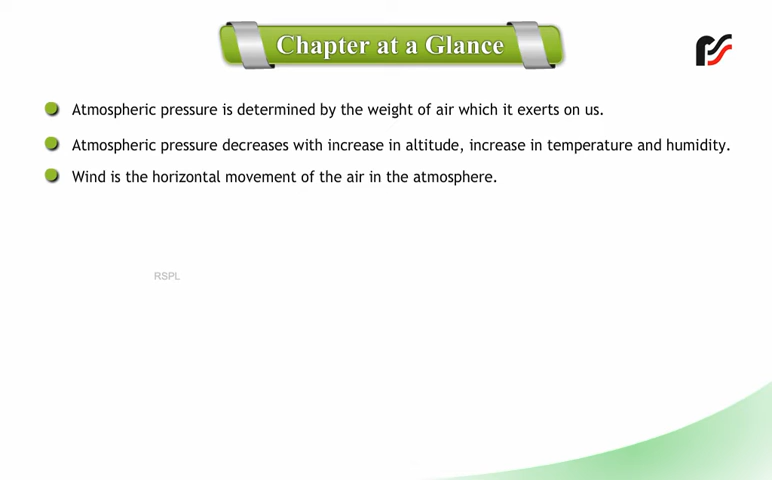 Chapter at a Glance
Atmospheric pressure is determined by the weight of air which it exerts on us.
Atmospheric pressure decreases with increase in altitude, increase in temperature and humidity.
Wind is the horizontal movement of the air in the atmosphere.
RSPL